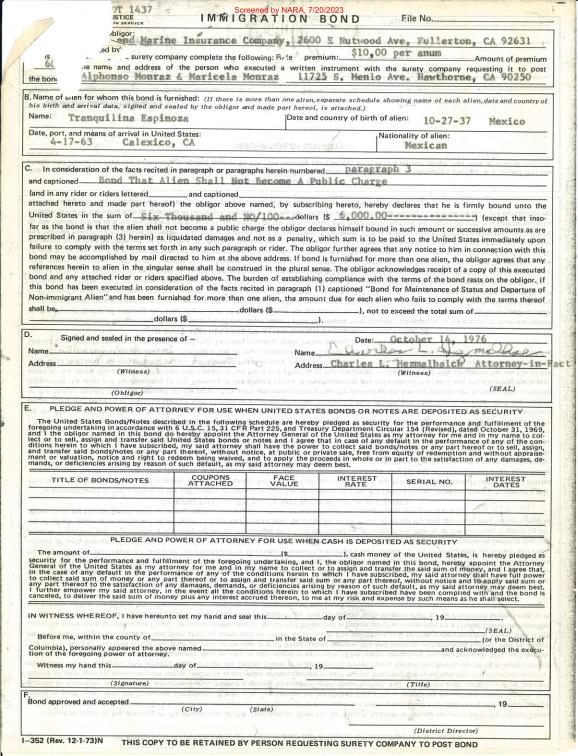 Screened by NARA, 7/20/2023
OT 1437
USTICE
N SERVICE
IMMIGRATION BOND
File No.
bligor:
and Marine Insurance Company, 2600 E Nutwood Ave, Fullerton, CA 92631
ed by
$10,00 per anum
is surety company complete the following: Rate premium: Amount of premium
he name and address of the person who executed a written instrument with the surety company requesting it to post
the bond Alphonso Monraz & Maricela Monraz 11725 S. Menlo Ave. Hawthorne, CA 90250
B. Name of alien for whom this bond is furnished: (If there is more than one alien, separate schedule showing name of each alien, date and country of
his birth and arrival data, signed and sealed by the obligor and made part hereof, is attached.)
Name: Tranquilina Espinoza Date and country of birth of alien: 10-27-37 Mexico
Date, port, and means of arrival in United States: Nationality of alien:
4-17-63 Calexico, CA Mexican
C. In consideration of the facts recited in paragraph or paragraphs herein numbered paragraph 3
and captioned Bond That Alien Shall Not Become A Public Charge
(and in any rider or riders lettered and captioned
attached hereto and made part hereof) the obligor above named, by subscribing hereto, hereby declares that he is firmly bound unto the
United States in the sum of Six Thousand and NO/100---dollars ($ 6,000.00---------------) (except that inso-
far as the bond is that the alien shall not become a public charge the obligor declares himself bound in such amount or successive amounts as are
prescribed in paragraph (3) herein) as liquidated damages and not as a penalty, which sum is to be paid to the United States immediately upon
failure to comply with the terms set forth in any such paragraph or rider. The obligor further agrees that any notice to him in connection with this
bond may be accomplished by mail directed to him at the above address. If bond is furnished for more than one alien, the obligor agrees that any
references herein to alien in the singular sense shall be construed in the plural sense. The obligor acknowledges receipt of a copy of this executed
bond and any attached rider or riders specified above. The burden of establishing compliance with the terms of the bond rests on the obligor. If
this bond has been executed in consideration of the facts recited in paragraph (1) captioned "Bond for Maintenance of Status and Departure of
Non-immigrant Alien" and has been furnished for more than one alien, the amount due for each alien who fails to comply with the terms thereof
shall be dollars ($ ), not to exceed the total sum of
dollars ($ ).
D. Signed and sealed in the presence of – Date: October 14, 1976
Name Name Charles L. Hezmalhalch
Address Address Charles L. Hezmalhalch Attorney-in-Fact
(Witness) (Witness)
(Obligor) (SEAL)
E. PLEDGE AND POWER OF ATTORNEY FOR USE WHEN UNITED STATES BONDS OR NOTES ARE DEPOSITED AS SECURITY
The United States Bonds/Notes described in the following schedule are hereby pledged as security for the performance and fulfillment of the
foregoing undertaking in accordance with 6 U.S.C. 15, 31 CFR Part 225, and Treasury Department Circular 154 (Revised), dated October 31, 1969,
and I the obligor named in this bond, hereby appoint the Attorney General of the United States as my attorney for me and in my name to col-
lect or to sell, assign and transfer said United States bonds or notes and I agree that in case of any default in the performance of any of the con-
ditions herein to which I have subscribed, my said attorney shall have the power to collect said bonds/notes or any part hereof or to sell, assign,
and transfer said bonds/notes or any part thereof, without notice, at public or private sale, free from equity of redemption and without appraise-
ment or valuation, notice and right to redeem being waived, and to apply the proceeds in whole or in part to the satisfaction of any damages, de-
mands, or deficiencies arising by reason of such default, as my said attorney may deem best.
TITLE OF BONDS/NOTES COUPONS ATTACHED FACE VALUE INTEREST RATE SERIAL NO. INTEREST DATES
PLEDGE AND POWER OF ATTORNEY FOR USE WHEN CASH IS DEPOSITED AS SECURITY
The amount of ($ ), cash money of the United States, is hereby pledged as
security for the performance and fulfillment of the foregoing undertaking, and I, the obligor named in this bond, hereby appoint the Attorney
General of the United States as my attorney for me and in my name to collect or to assign and transfer the said sum of money, and I agree that,
in the case of any default in the performance of any of the conditions herein to which I have subscribed, my said attorney shall have full power
to collect said sum of money or any part thereof or to assign and transfer said sum or any part thereof, without notice and to apply said sum or
any part thereof to the satisfaction of any damages, demands, or deficiencies arising by reason of such default, as my said attorney may deem best.
I further empower my said attorney, in the event all the conditions herein to which I have subscribed have been complied with and the bond is
canceled, to deliver the said sum of money plus any interest accrued thereon, to me at my risk and expense by such means as he shall select.
IN WITNESS WHEREOF, I have hereunto set my hand and seal this day of , 19
(SEAL)
Before me, within the county of in the State of (or the District of
Columbia), personally appeared the above named and acknowledged the execu-
tion of the foregoing power of attorney.
Witness my hand this day of , 19
(Signature) (Title)
F.
Bond approved and accepted , 19
(City) (State)
(District Director)
I-352 (Rev. 12-1-73)N THIS COPY TO BE RETAINED BY PERSON REQUESTING SURETY COMPANY TO POST BOND